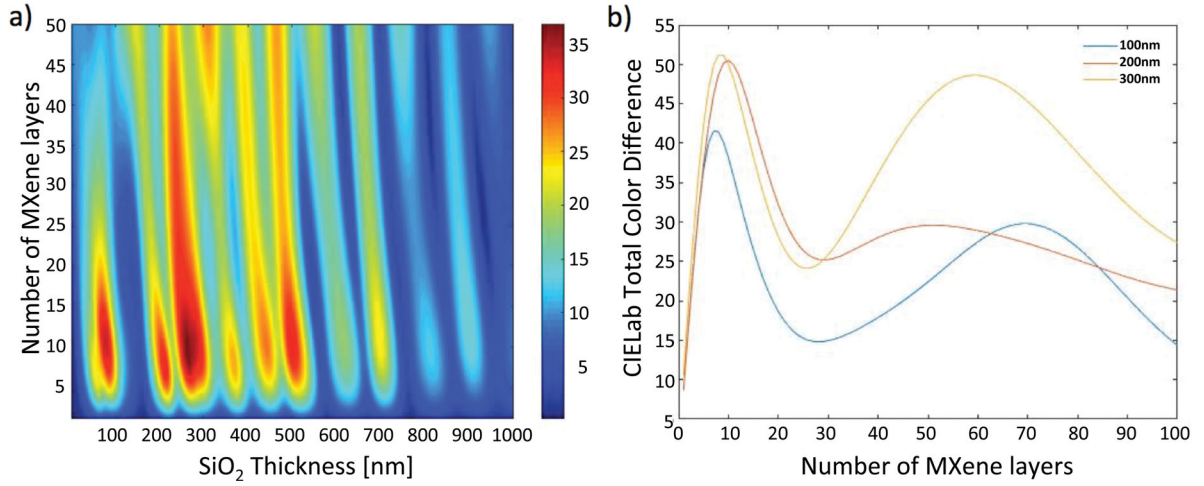 a)
50
45
40
35
30
25
20
15
10
5
Number of MXene layers
100 200 300 400 500 600 700 800 900 1000
SiO₂ Thickness [nm]
35
30
25
20
15
10
5
b)
55
50
45
40
35
30
25
20
15
10
5
CIELab Total Color Difference
100nm
200nm
300nm
0 10 20 30 40 50 60 70 80 90 100
Number of MXene layers